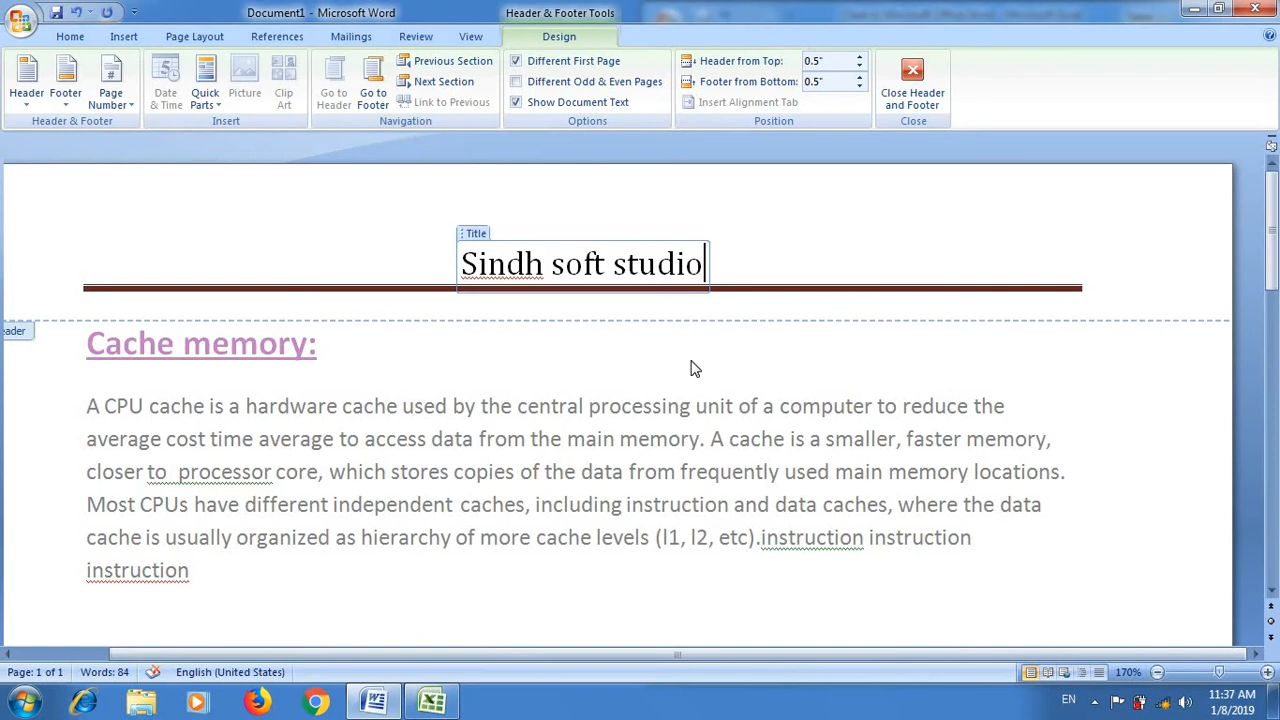 Document1 - Microsoft Word
Header & Footer Tools
Home Insert Page Layout References Mailings Review View Design
Header
Footer
Page Number
Header & Footer
Date & Time
Quick Parts
Picture
Clip Art
Insert
Go to Header
Go to Footer
Previous Section
Next Section
Link to Previous
Navigation
Different First Page
Different Odd & Even Pages
Show Document Text
Options
Header from Top: 0.5"
Footer from Bottom: 0.5"
Insert Alignment Tab
Position
Close Header and Footer
Close
Title
Sindh soft studio
eader
Cache memory:
A CPU cache is a hardware cache used by the central processing unit of a computer to reduce the
average cost time average to access data from the main memory. A cache is a smaller, faster memory,
closer to  processor core, which stores copies of the data from frequently used main memory locations.
Most CPUs have different independent caches, including instruction and data caches, where the data
cache is usually organized as hierarchy of more cache levels (l1, l2, etc).instruction instruction
instruction
Page: 1 of 1 Words: 84 English (United States) 170%
EN 11:37 AM
1/8/2019